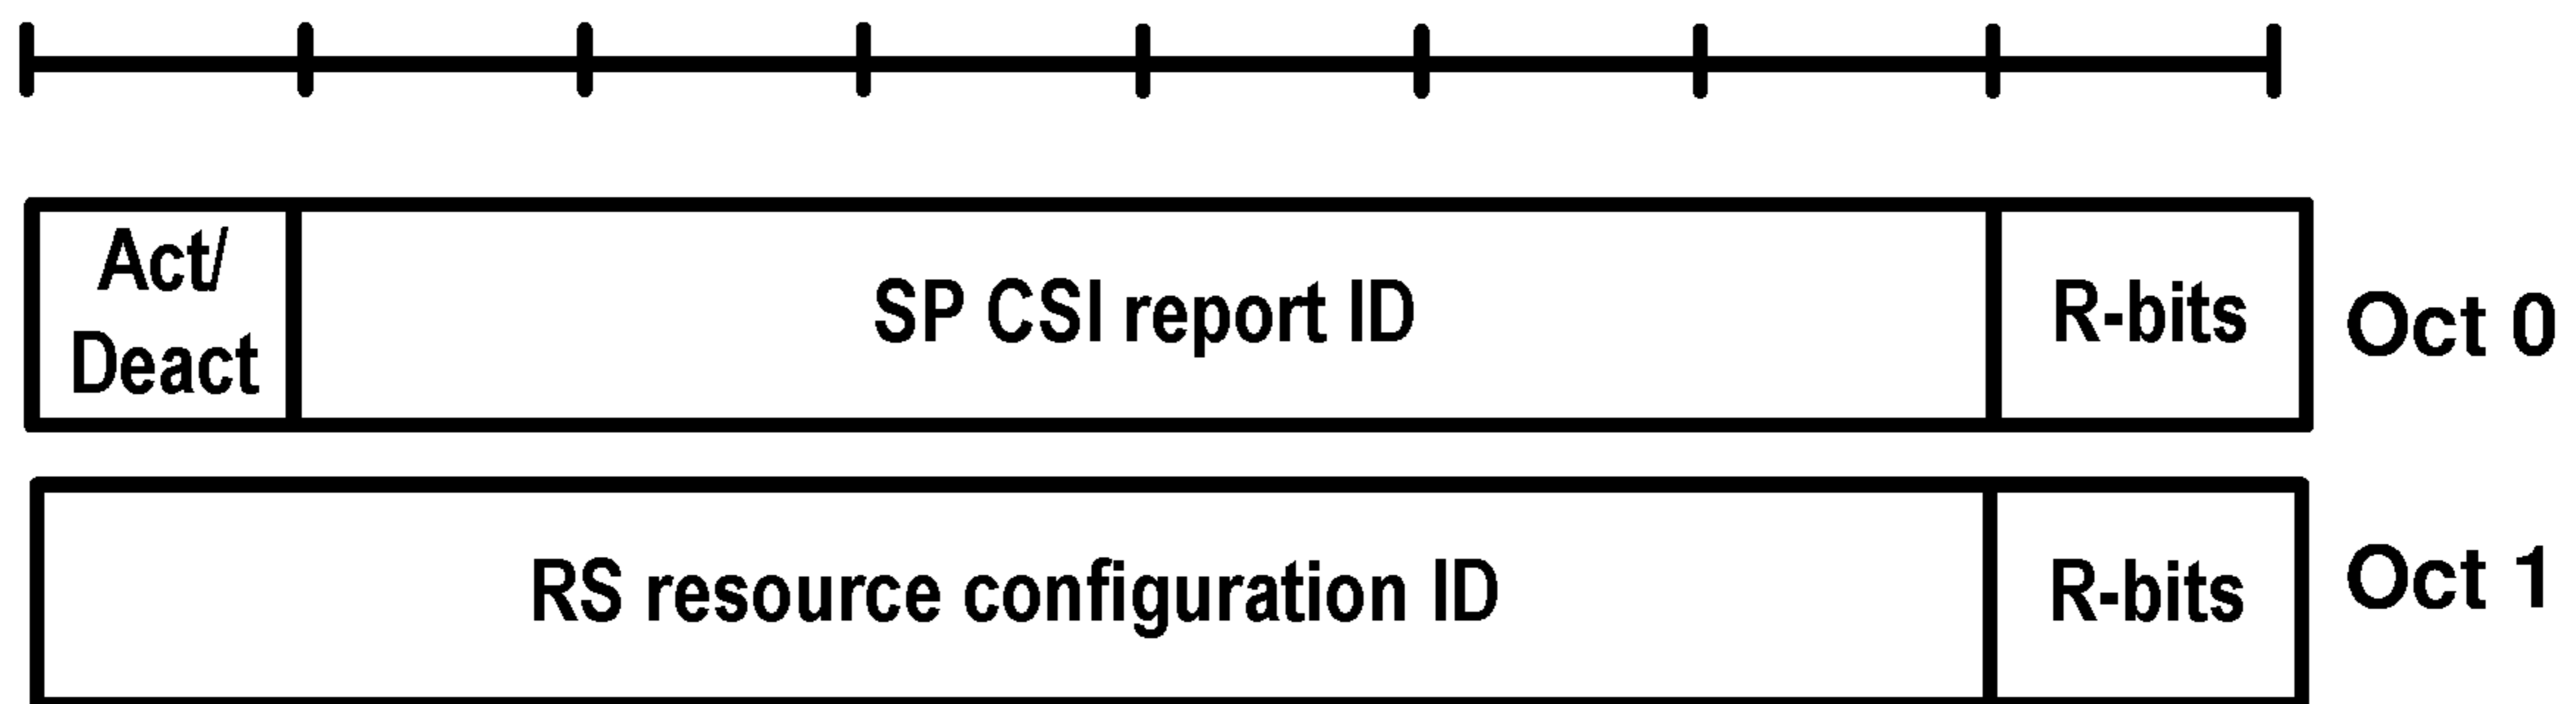 Act/
Deact
SP CSI report ID
R-bits
Oct 0
RS resource configuration ID
R-bits
Oct 1